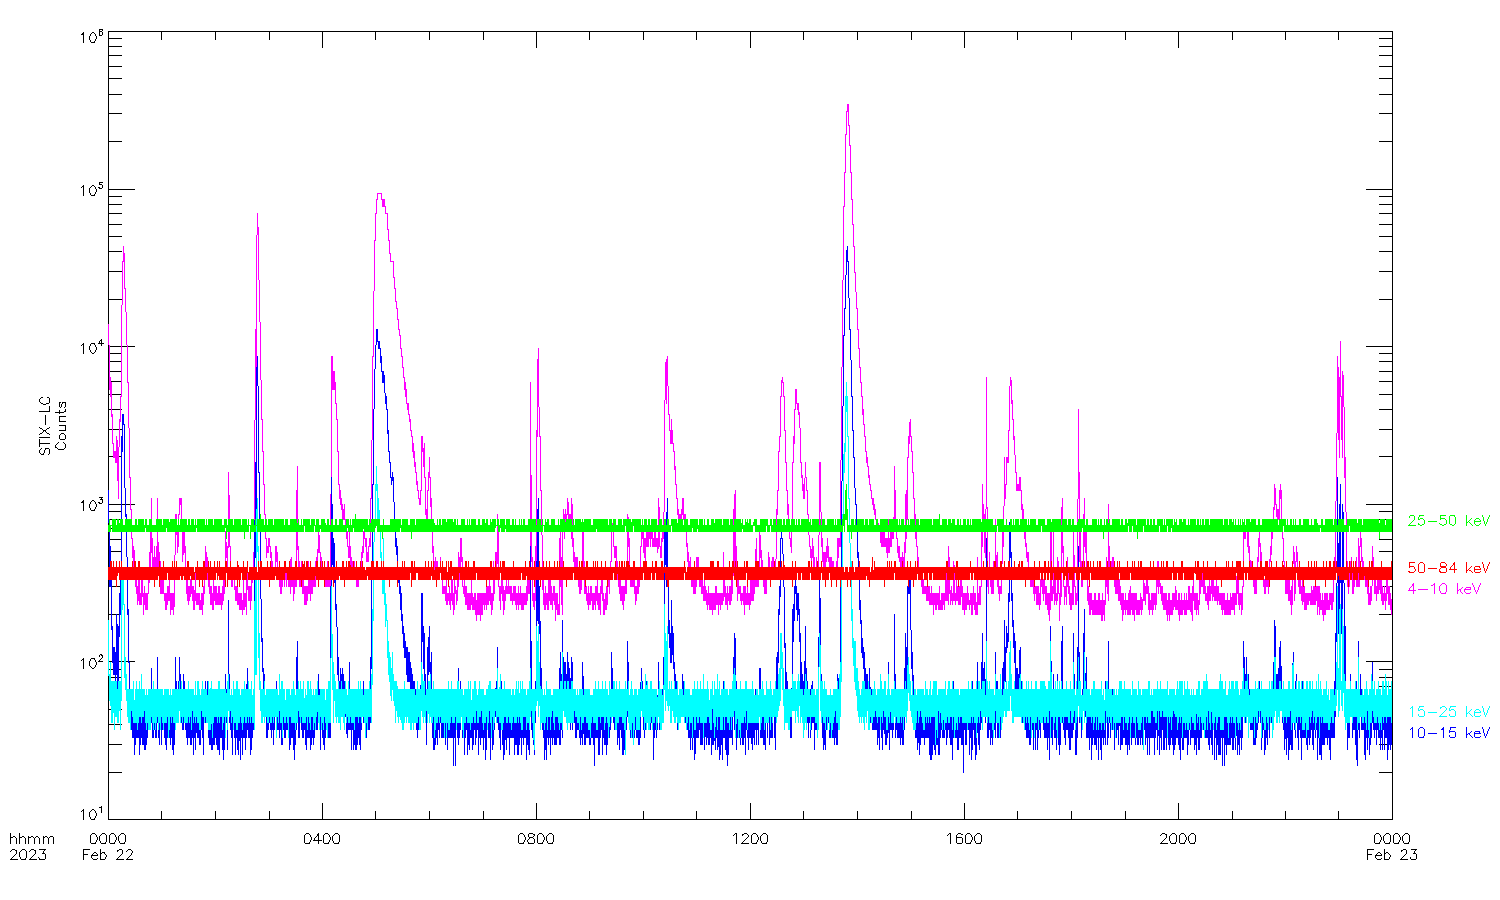 10⁶
10⁵
10⁴
10³
10²
10¹
STIX-LC
Counts
25-50 keV
50-84 keV
4-10 keV
15-25 keV
10-15 keV
hhmm 0000 0400 0800 1200 1600 2000 0000
2023 Feb 22 Feb 23